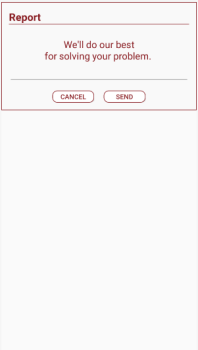 Report
We'll do our best
for solving your problem.
CANCEL
SEND